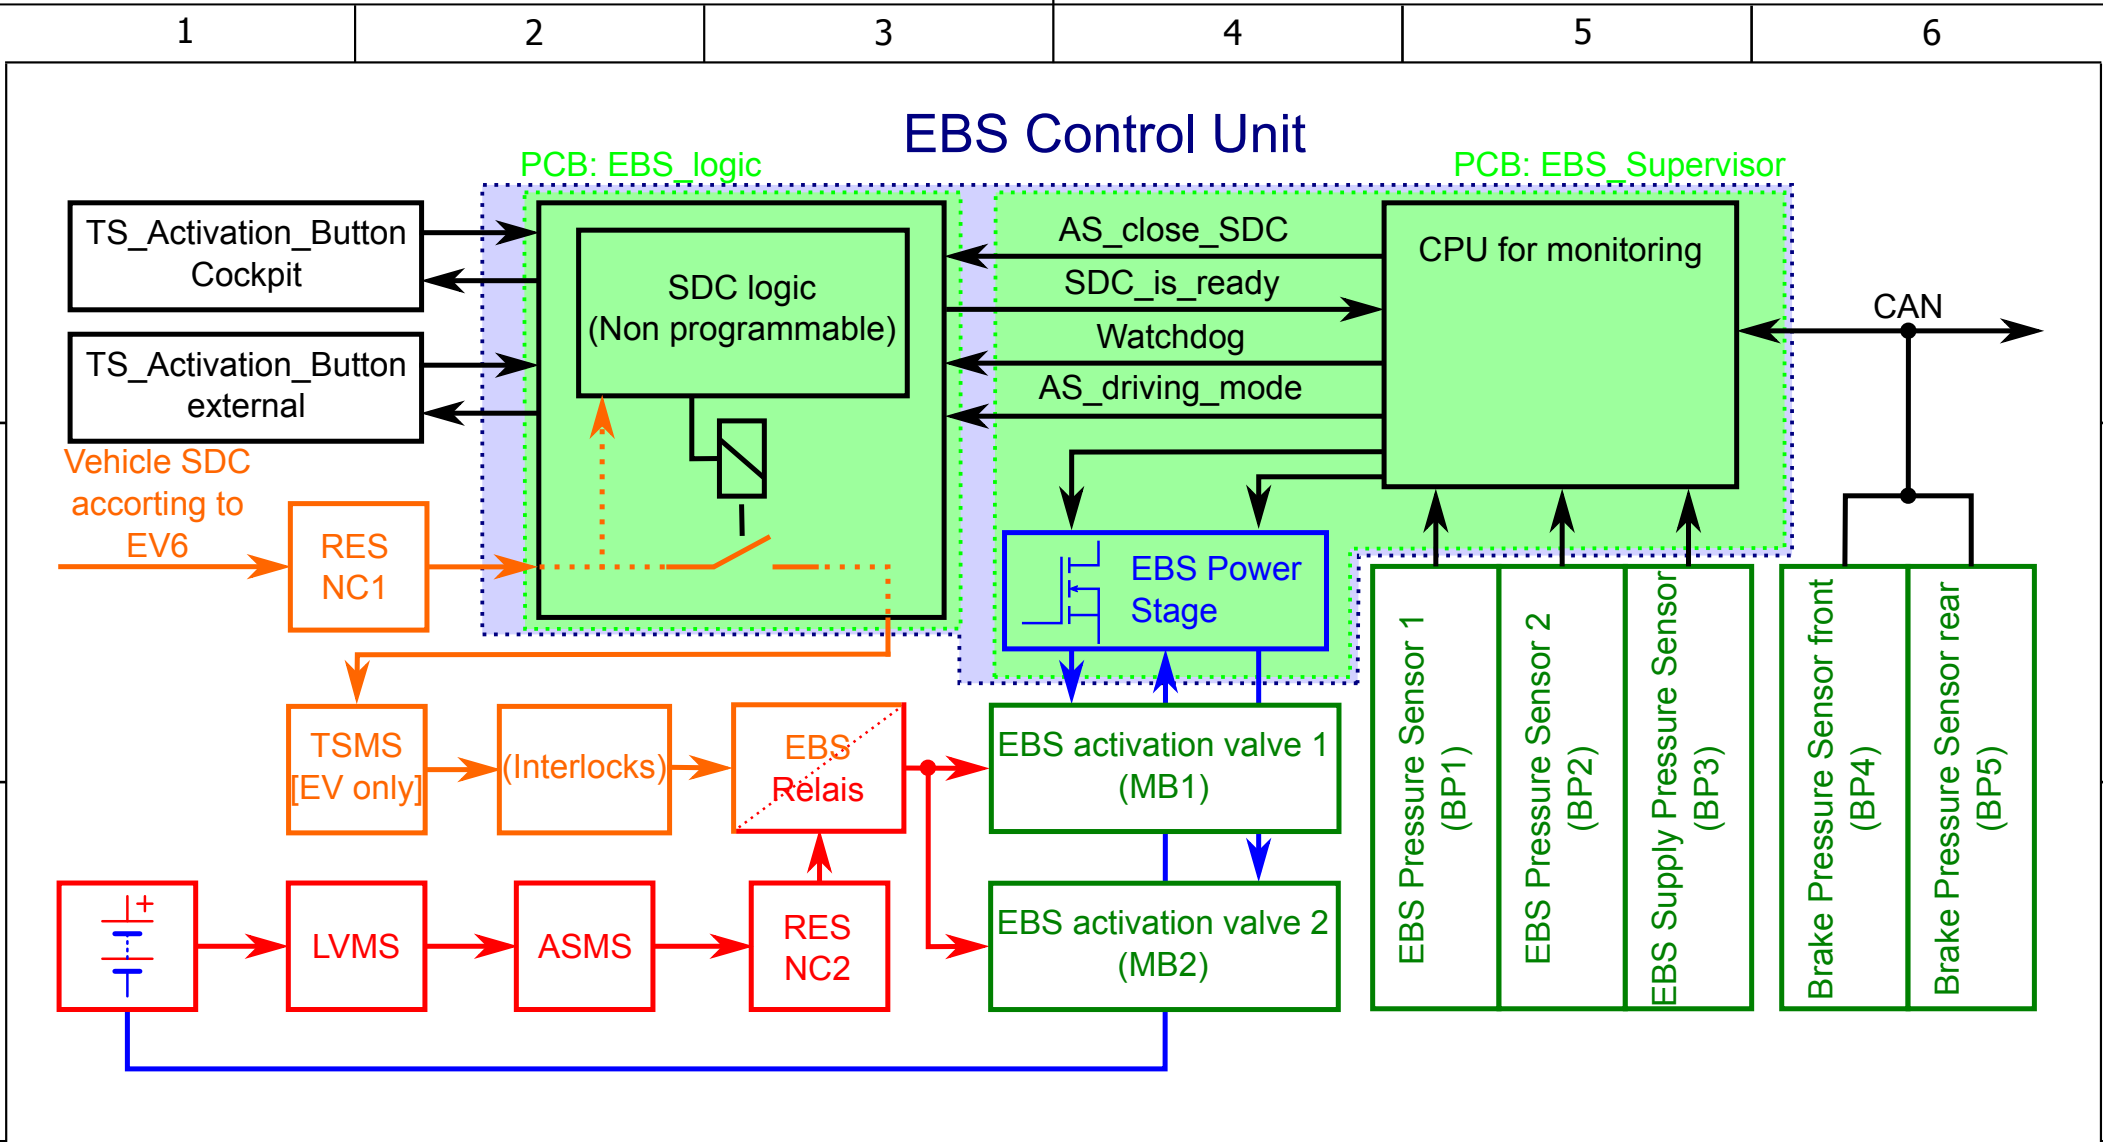 1 2 3 4 5 6
EBS Control Unit
PCB: EBS_logic
PCB: EBS_Supervisor
TS_Activation_Button
Cockpit
TS_Activation_Button
external
SDC logic
(Non programmable)
AS_close_SDC
SDC_is_ready
Watchdog
AS_driving_mode
CPU for monitoring
CAN
Vehicle SDC
accorting to
EV6
RES
NC1
EBS Power
Stage
TSMS
[EV only]
(Interlocks)
EBS
Relais
EBS activation valve 1
(MB1)
+
LVMS
ASMS
RES
NC2
EBS activation valve 2
(MB2)
EBS Pressure Sensor 1
(BP1)
EBS Pressure Sensor 2
(BP2)
EBS Supply Pressure Sensor
(BP3)
Brake Pressure Sensor front
(BP4)
Brake Pressure Sensor rear
(BP5)